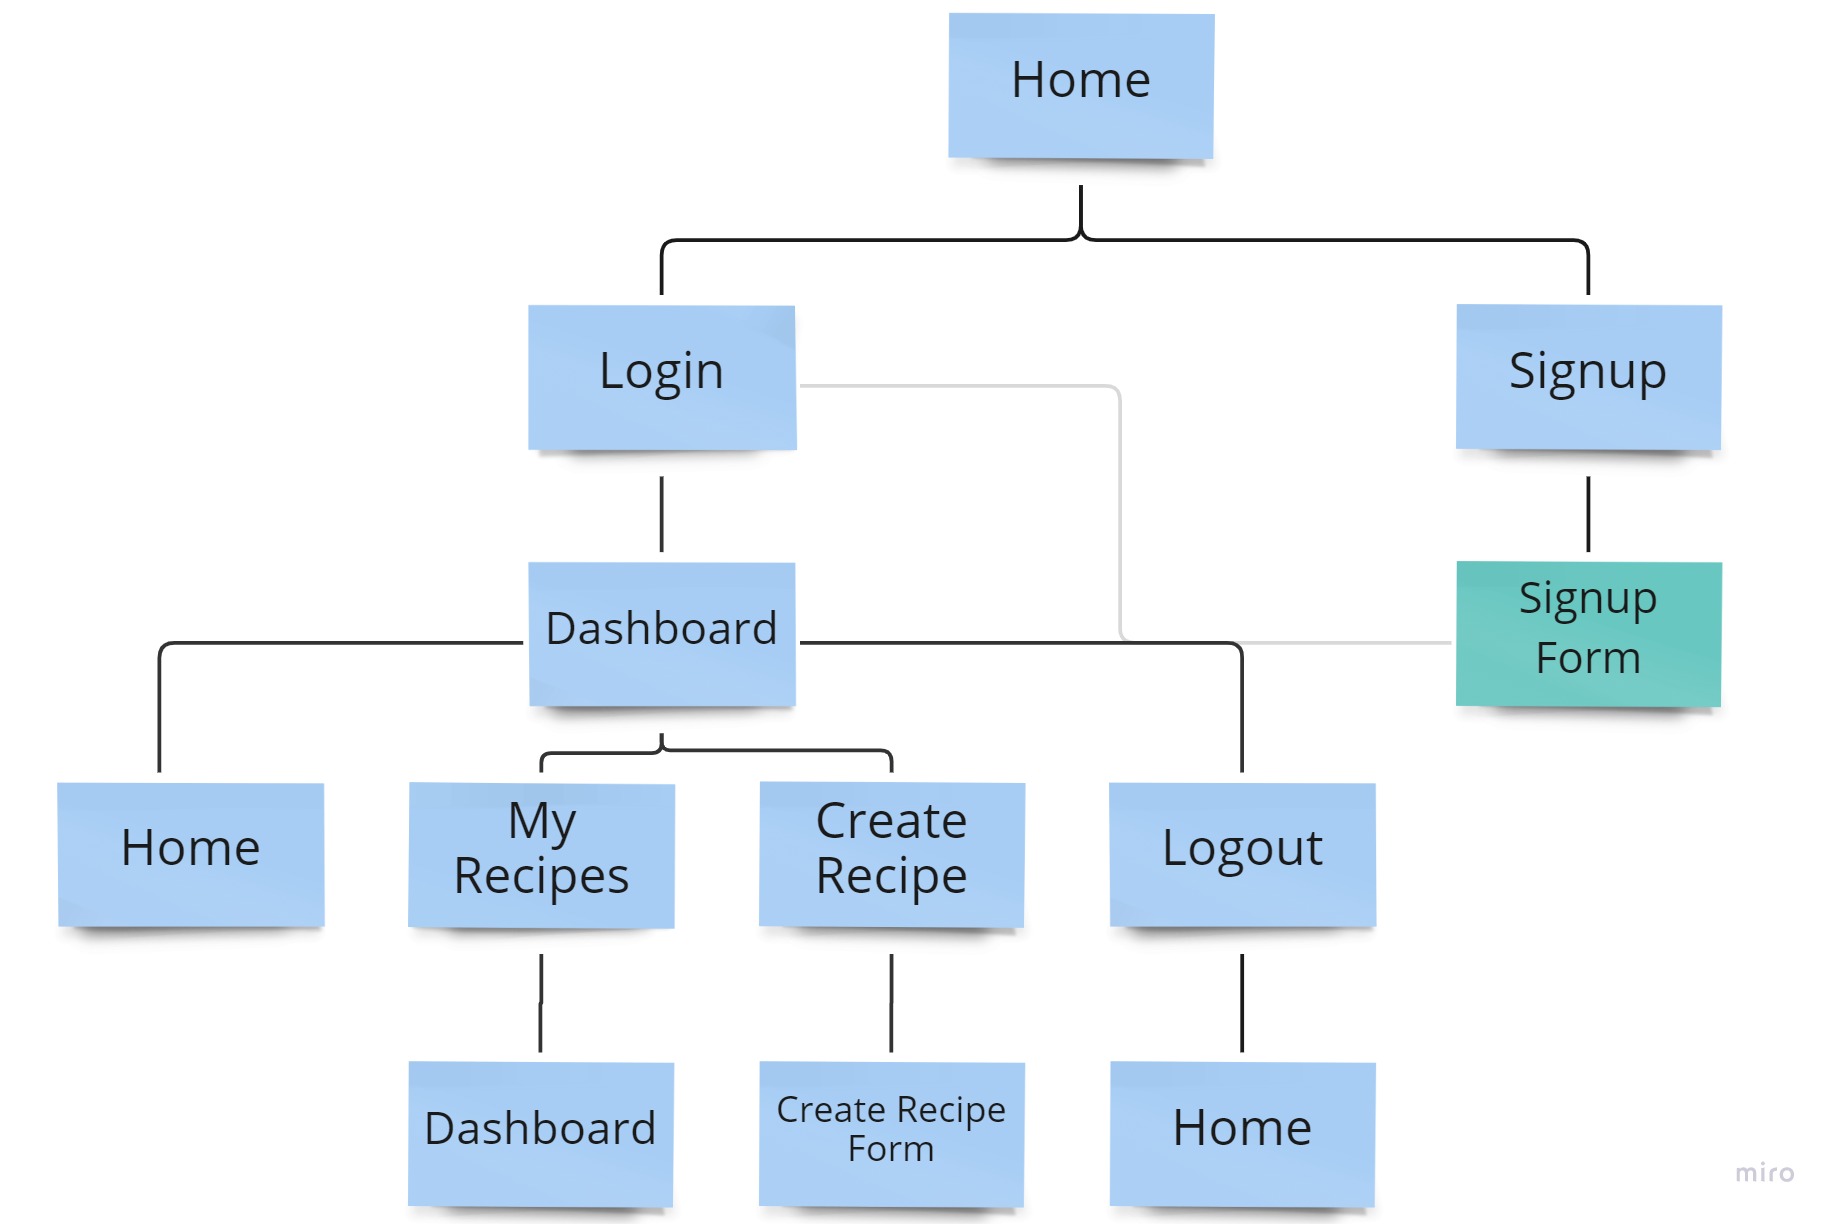 Home
Login
Signup
Dashboard
Signup
Form
Home
My
Recipes
Create
Recipe
Logout
Dashboard
Create Recipe
Form
Home
miro